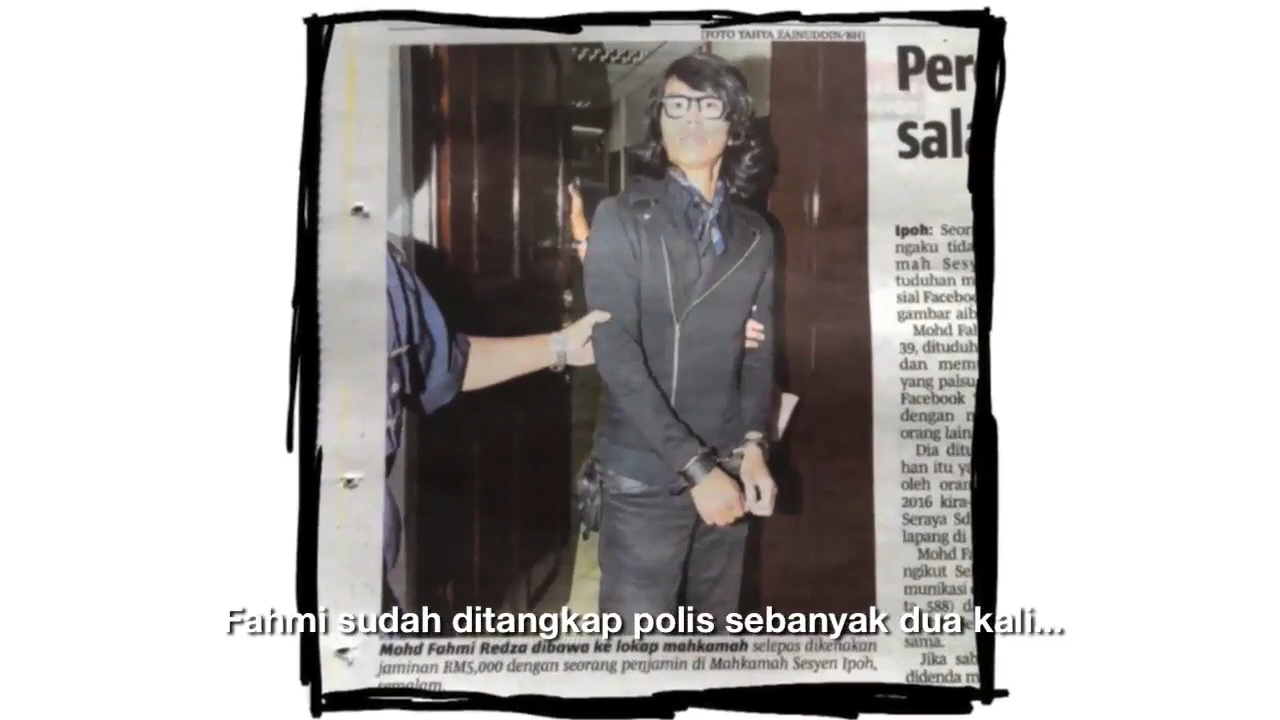 [FOTO YAHYA ZAINUDDIN/BH]
Per
sala
Ipoh: Seor
ngaku tida
mah Sesy
tuduhan m
sial Facebo
gambar aib
Mohd Fah
39, dituduh
dan mem
yang palsu
Facebook
dengan
orang lain
Dia ditu
han itu ya
oleh oran
2016 kira-
Seraya Sd
lapang di
Mohd Fa
ngikut Se
munikasi
588) d
sama.
Jika sab
didenda m
Fahmi sudah ditangkap polis sebanyak dua kali...
Mohd Fahmi Redza dibawa ke lokap mahkamah selepas dikenakan
jaminan RM5,000 dengan seorang penjamin di Mahkamah Sesyen Ipoh,
semalam.